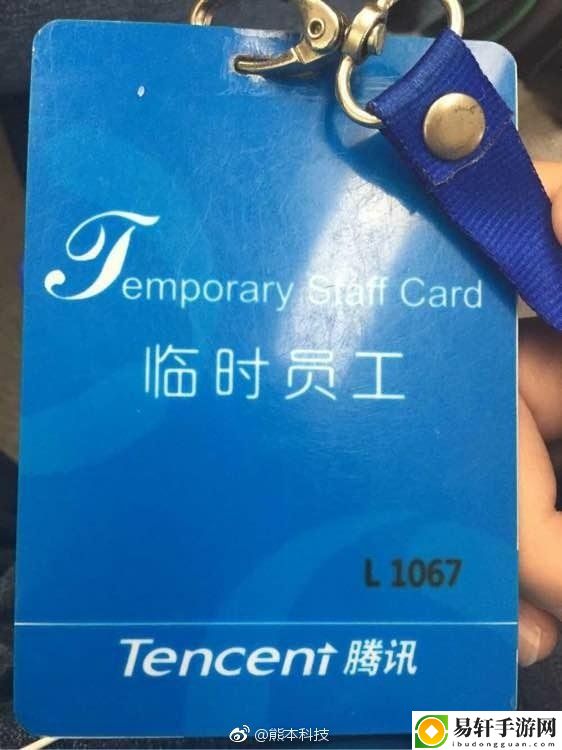 Temporary Staff Card
临时员工
L 1067
Tencent 腾讯
@熊本科技
易轩手游网
ibudongguan.com